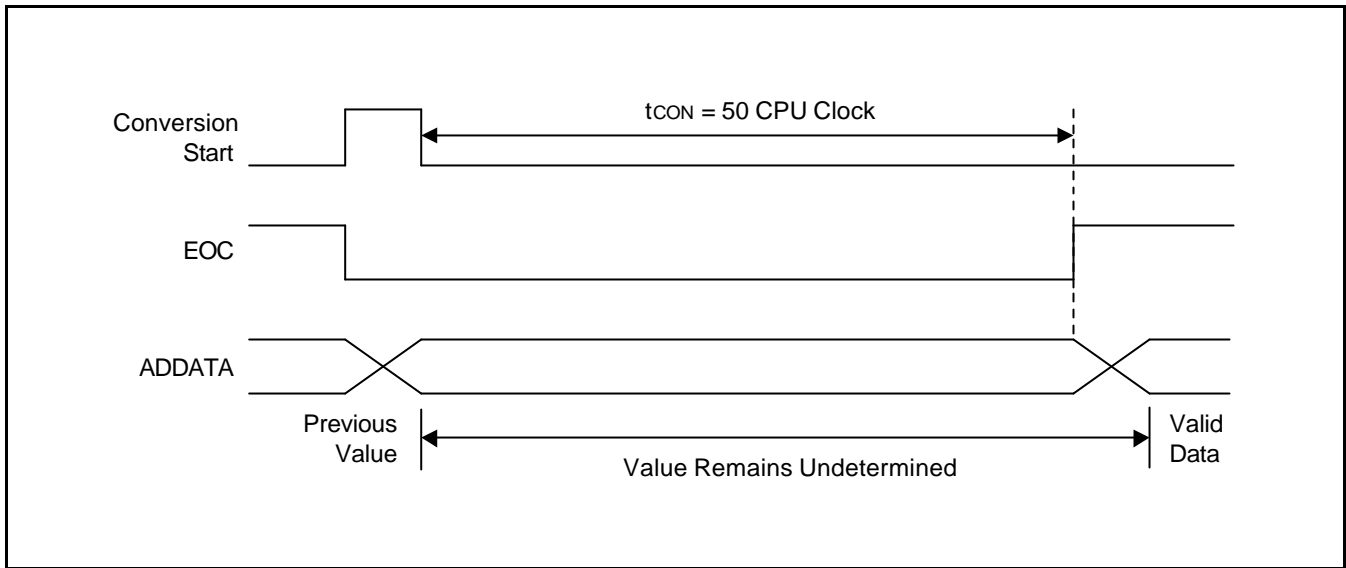 tCON = 50 CPU Clock
Conversion
Start
EOC
ADDATA
Previous
Value
Value Remains Undetermined
Valid
Data